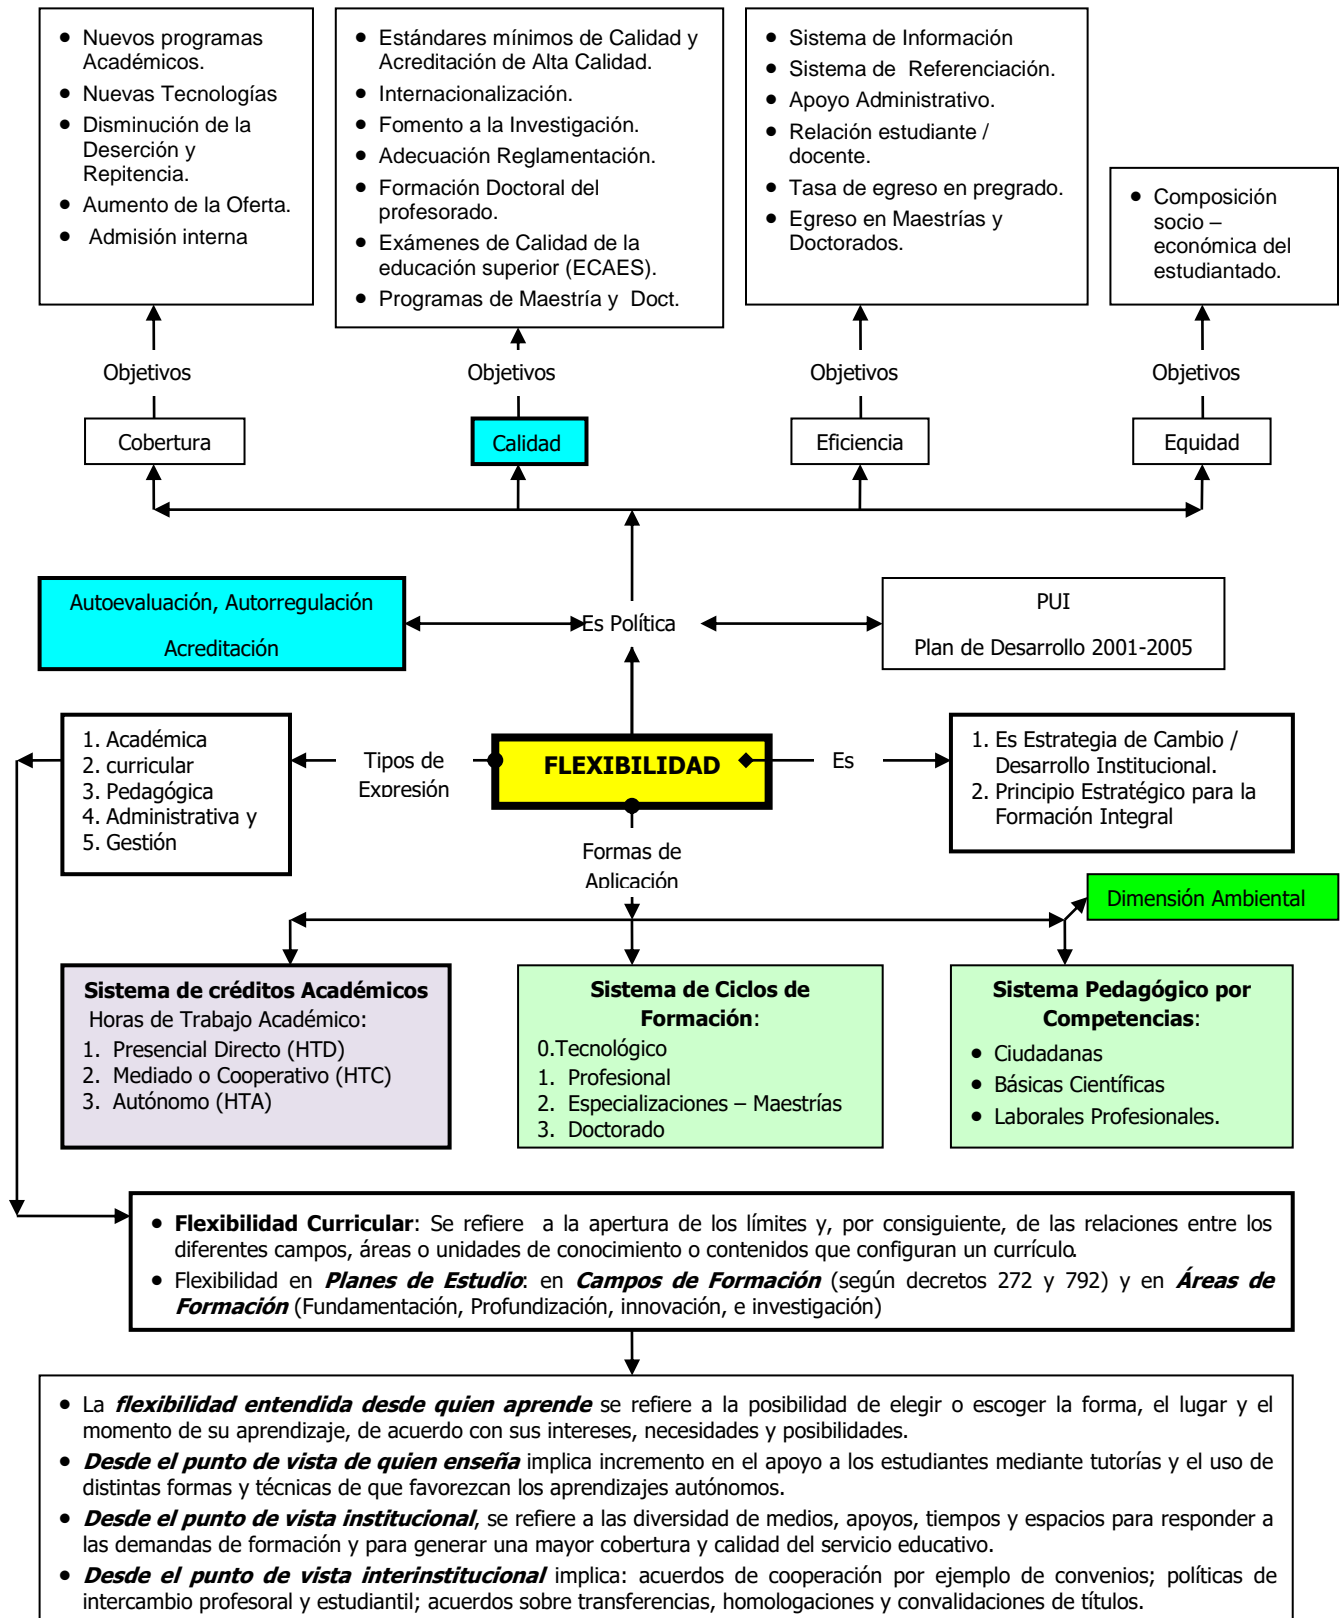 • Nuevos programas
Académicos.
• Nuevas Tecnologías
• Disminución de la
Deserción y
Repitencia.
• Aumento de la Oferta.
• Admisión interna
• Estándares mínimos de Calidad y
Acreditación de Alta Calidad.
• Internacionalización.
• Fomento a la Investigación.
• Adecuación Reglamentación.
• Formación Doctoral del
profesorado.
• Exámenes de Calidad de la
educación superior (ECAES).
• Programas de Maestría y Doct.
• Sistema de Información
• Sistema de Referenciación.
• Apoyo Administrativo.
• Relación estudiante /
docente.
• Tasa de egreso en pregrado.
• Egreso en Maestrías y
Doctorados.
• Composición
socio –
económica del
estudiantado.
Objetivos
Objetivos
Objetivos
Objetivos
Cobertura
Calidad
Eficiencia
Equidad
Autoevaluación, Autorregulación
Acreditación
Es Política
PUI
Plan de Desarrollo 2001-2005
1. Académica
2. curricular
3. Pedagógica
4. Administrativa y
5. Gestión
Tipos de
Expresión
FLEXIBILIDAD
Es
1. Es Estrategia de Cambio /
Desarrollo Institucional.
2. Principio Estratégico para la
Formación Integral
Formas de
Aplicación
Dimensión Ambiental
Sistema de créditos Académicos
Horas de Trabajo Académico:
1. Presencial Directo (HTD)
2. Mediado o Cooperativo (HTC)
3. Autónomo (HTA)
Sistema de Ciclos de
Formación:
0.Tecnológico
1. Profesional
2. Especializaciones – Maestrías
3. Doctorado
Sistema Pedagógico por
Competencias:
• Ciudadanas
• Básicas Científicas
• Laborales Profesionales.
• Flexibilidad Curricular: Se refiere a la apertura de los límites y, por consiguiente, de las relaciones entre los
diferentes campos, áreas o unidades de conocimiento o contenidos que configuran un currículo.
• Flexibilidad en Planes de Estudio: en Campos de Formación (según decretos 272 y 792) y en Áreas de
Formación (Fundamentación, Profundización, innovación, e investigación)
• La flexibilidad entendida desde quien aprende se refiere a la posibilidad de elegir o escoger la forma, el lugar y el
momento de su aprendizaje, de acuerdo con sus intereses, necesidades y posibilidades.
• Desde el punto de vista de quien enseña implica incremento en el apoyo a los estudiantes mediante tutorías y el uso de
distintas formas y técnicas de que favorezcan los aprendizajes autónomos.
• Desde el punto de vista institucional, se refiere a las diversidad de medios, apoyos, tiempos y espacios para responder a
las demandas de formación y para generar una mayor cobertura y calidad del servicio educativo.
• Desde el punto de vista interinstitucional implica: acuerdos de cooperación por ejemplo de convenios; políticas de
intercambio profesoral y estudiantil; acuerdos sobre transferencias, homologaciones y convalidaciones de títulos.